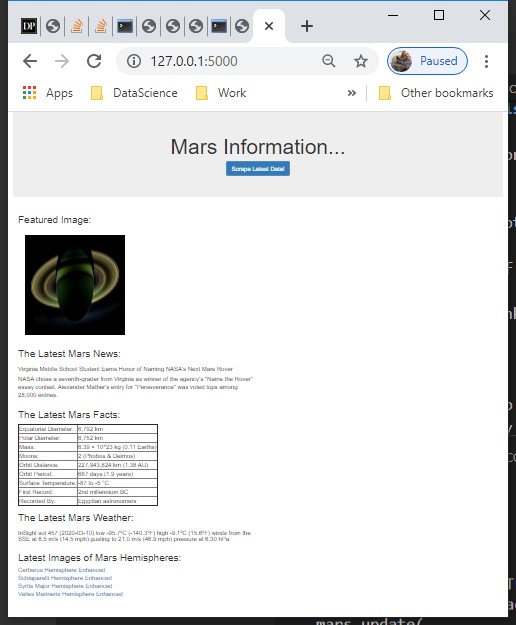 DP
127.0.0.1:5000
Paused
Apps
DataScience
Work
»
Other bookmarks
Mars Information...
Scrape Latest Data!
Featured Image:
The Latest Mars News:
Virginia Middle School Student Earns Honor of Naming NASA's Next Mars Rover
NASA chose a seventh-grader from Virginia as winner of the agency's "Name the Rover"
essay contest. Alexander Mather's entry for "Perseverance" was voted tops among
28,000 entries.
The Latest Mars Facts:
Equatorial Diameter: 6,792 km
Polar Diameter: 6,752 km
Mass: 6.39 × 10^23 kg (0.11 Earths)
Moons: 2 (Phobos & Deimos)
Orbit Distance: 227,943,824 km (1.38 AU)
Orbit Period: 687 days (1.9 years)
Surface Temperature: -87 to -5 °C
First Record: 2nd millennium BC
Recorded By: Egyptian astronomers
The Latest Mars Weather:
InSight sol 457 (2020-03-10) low -95.7ºC (-140.3ºF) high -9.1ºC (15.6ºF) winds from the
SSE at 6.5 m/s (14.5 mph) gusting to 21.0 m/s (46.9 mph) pressure at 6.30 hPa
Latest Images of Mars Hemispheres:
Cerberus Hemisphere Enhanced
Schiaparelli Hemisphere Enhanced
Syrtis Major Hemisphere Enhanced
Valles Marineris Hemisphere Enhanced
mars.update(